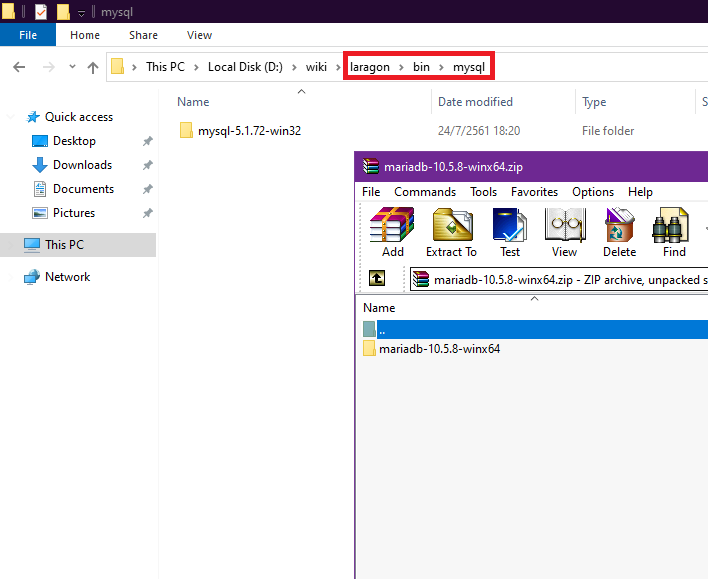 mysql
File Home Share View
This PC Local Disk (D:) wiki laragon bin mysql
Name Date modified Type S
Quick access
mysql-5.1.72-win32 24/7/2561 18:20 File folder
Desktop
Downloads
Documents
Pictures
This PC
Network
mariadb-10.5.8-winx64.zip
File Commands Tools Favorites Options Help
Add Extract To Test View Delete Find
mariadb-10.5.8-winx64.zip - ZIP archive, unpacked s
Name
..
mariadb-10.5.8-winx64